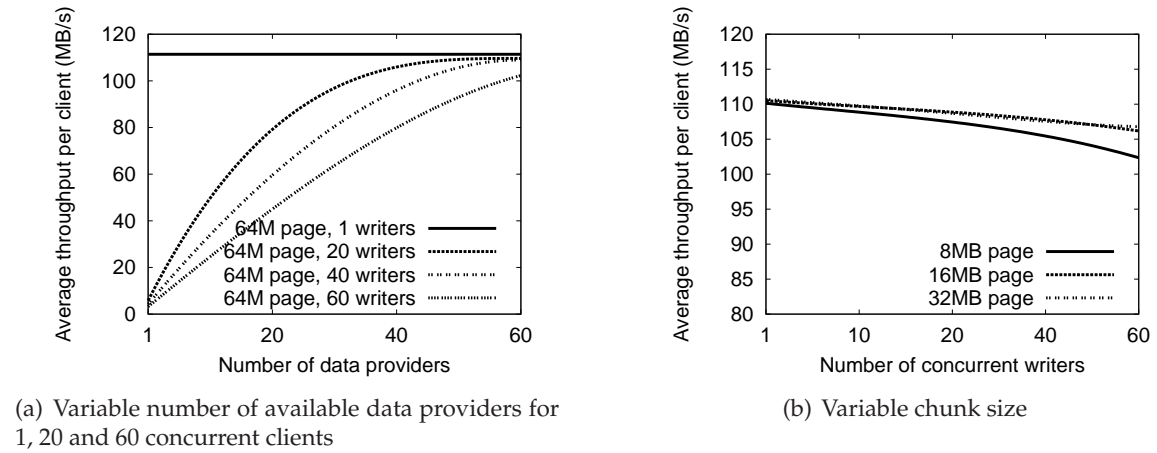 Average throughput per client (MB/s)
120
100
80
60
40
20
0
64M page, 1 writers
64M page, 20 writers
64M page, 40 writers
64M page, 60 writers
1 20 40 60
Number of data providers
(a) Variable number of available data providers for
1, 20 and 60 concurrent clients
Average throughput per client (MB/s)
120
115
110
105
100
95
90
85
80
8MB page
16MB page
32MB page
1 10 20 40 60
Number of concurrent writers
(b) Variable chunk size